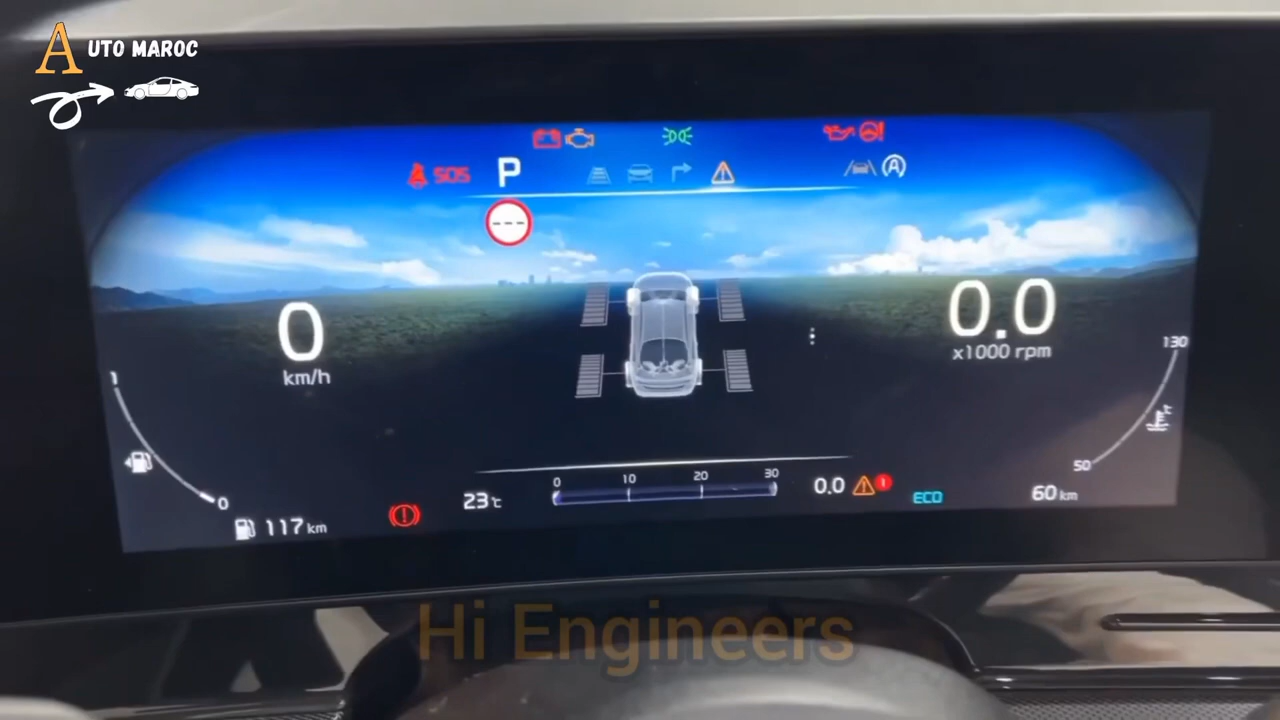 AUTO MAROC
SOS P A
---
0
km/h
0.0
x1000 rpm
130
50
1
0
117 km
23°C
0 10 20 30
0.0
ECO
60 km
Hi Engineers